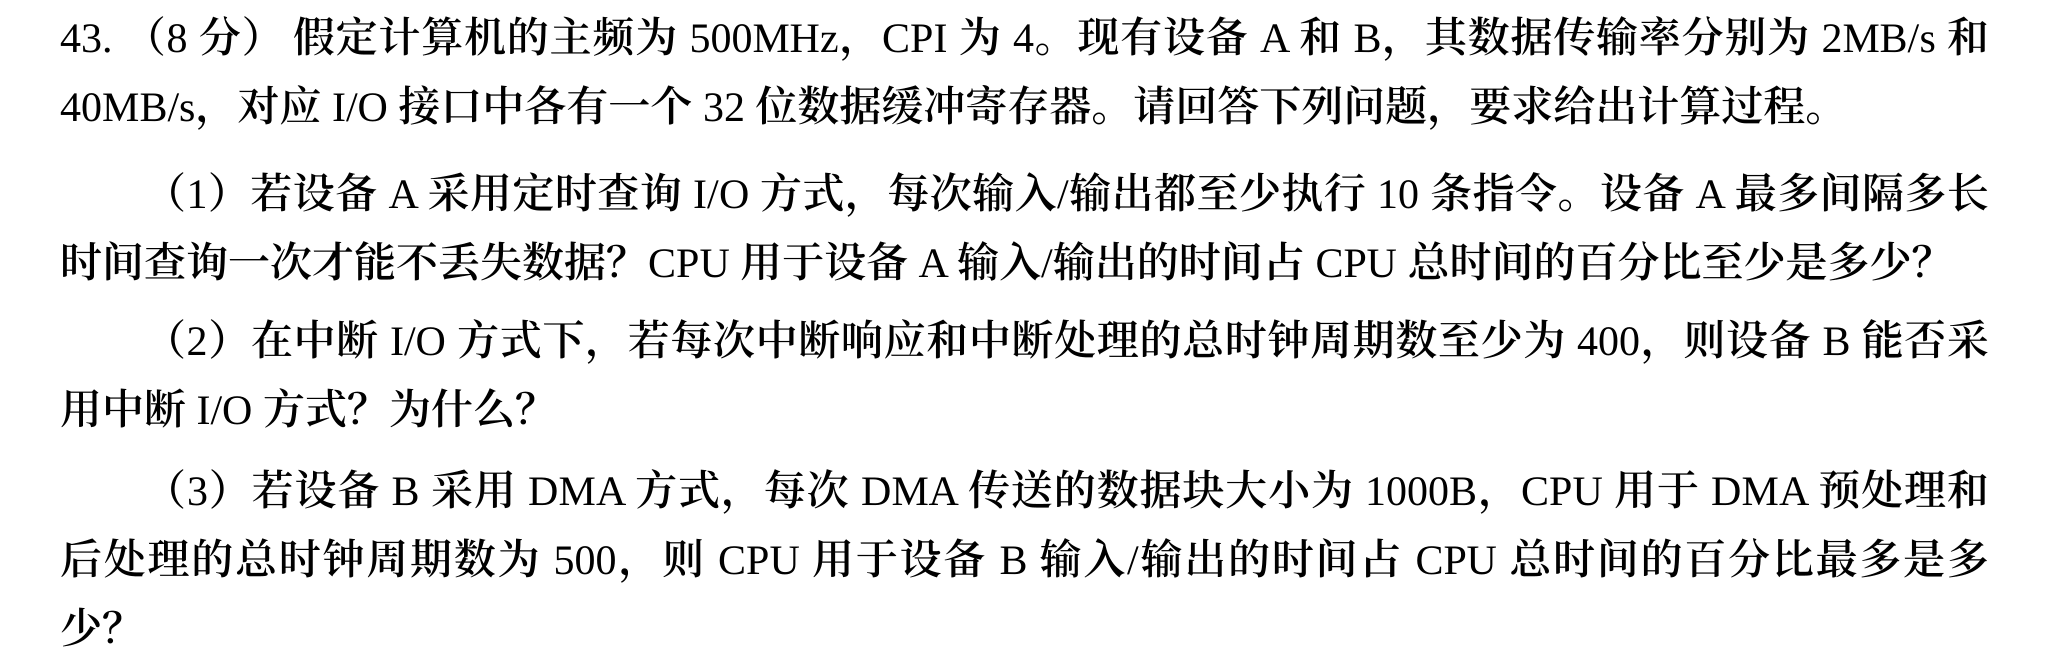 43. （8 分） 假定计算机的主频为 500MHz，CPI 为 4。现有设备 A 和 B，其数据传输率分别为 2MB/s 和
40MB/s，对应 I/O 接口中各有一个 32 位数据缓冲寄存器。请回答下列问题，要求给出计算过程。
（1）若设备 A 采用定时查询 I/O 方式，每次输入/输出都至少执行 10 条指令。设备 A 最多间隔多长
时间查询一次才能不丢失数据？CPU 用于设备 A 输入/输出的时间占 CPU 总时间的百分比至少是多少？
（2）在中断 I/O 方式下，若每次中断响应和中断处理的总时钟周期数至少为 400，则设备 B 能否采
用中断 I/O 方式？为什么？
（3）若设备 B 采用 DMA 方式，每次 DMA 传送的数据块大小为 1000B，CPU 用于 DMA 预处理和
后处理的总时钟周期数为 500，则 CPU 用于设备 B 输入/输出的时间占 CPU 总时间的百分比最多是多
少？